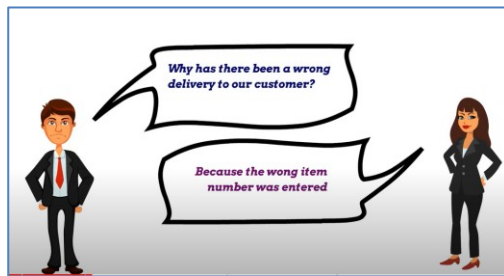 Why has there been a wrong
delivery to our customer?
Because the wong item
number was entered